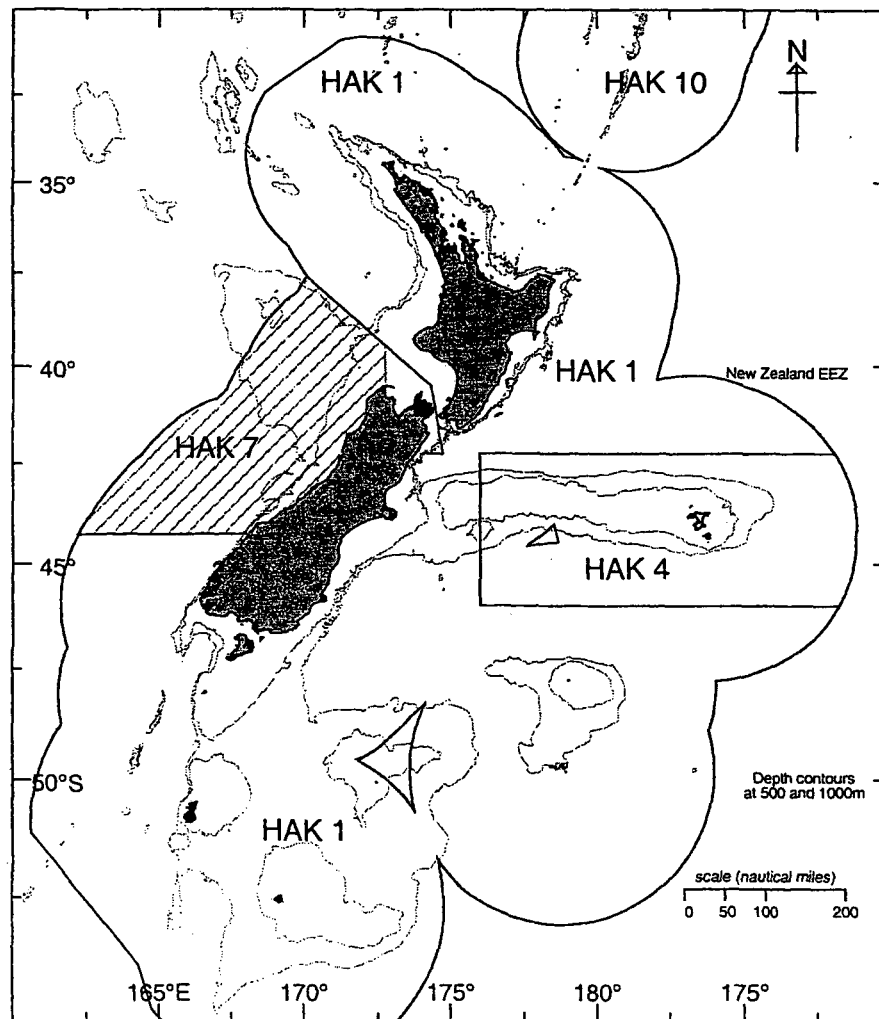 HAK 1
HAK 10
N
35°
HAK 1
40°
New Zealand EEZ
HAK 7
45°
HAK 4
50°S
Depth contours
at 500 and 1000m
HAK 1
scale (nautical miles)
0 50 100 200
165°E 170° 175° 180° 175°